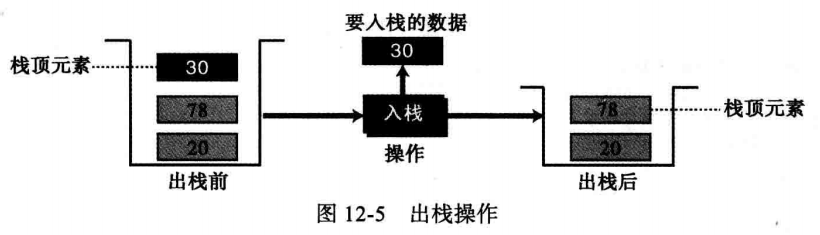 要入栈的数据
30
栈顶元素
30
78
20
入栈
操作
78
20
栈顶元素
出栈前
出栈后
图 12-5 出栈操作